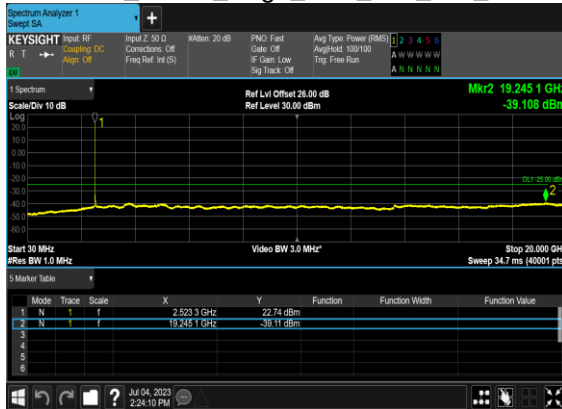 Spectrum Analyzer 1
Swept SA
+
KEYSIGHT
R T
LU
Input: RF
Coupling: DC
Align: Off
Input Z: 50 Ω
Corrections: Off
Freq Ref: Int (S)
#Atten: 20 dB
PNO: Fast
Gate: Off
IF Gain: Low
Sig Track: Off
Avg Type: Power (RMS)
Avg|Hold: 100/100
Trig: Free Run
1 2 3 4 5 6
A W W W W W
A N N N N N
1 Spectrum
Scale/Div 10 dB
Ref Lvl Offset 26.00 dB
Ref Level 30.00 dBm
Mkr2 19.245 1 GHz
-39.108 dBm
Log
20.0
10.0
0.00
-10.0
-20.0
-30.0
-40.0
-50.0
-60.0
1
2
Start 30 MHz
#Res BW 1.0 MHz
Video BW 3.0 MHz*
Stop 20.000 GH
Sweep 34.7 ms (40001 pts
5 Marker Table
Mode Trace Scale X Y Function Function Width Function Value
1 N 1 f 2.523 3 GHz 22.74 dBm
2 N 1 f 19.245 1 GHz -39.11 dBm
3
4
5
6
?
Jul 04, 2023
2:24:10 PM